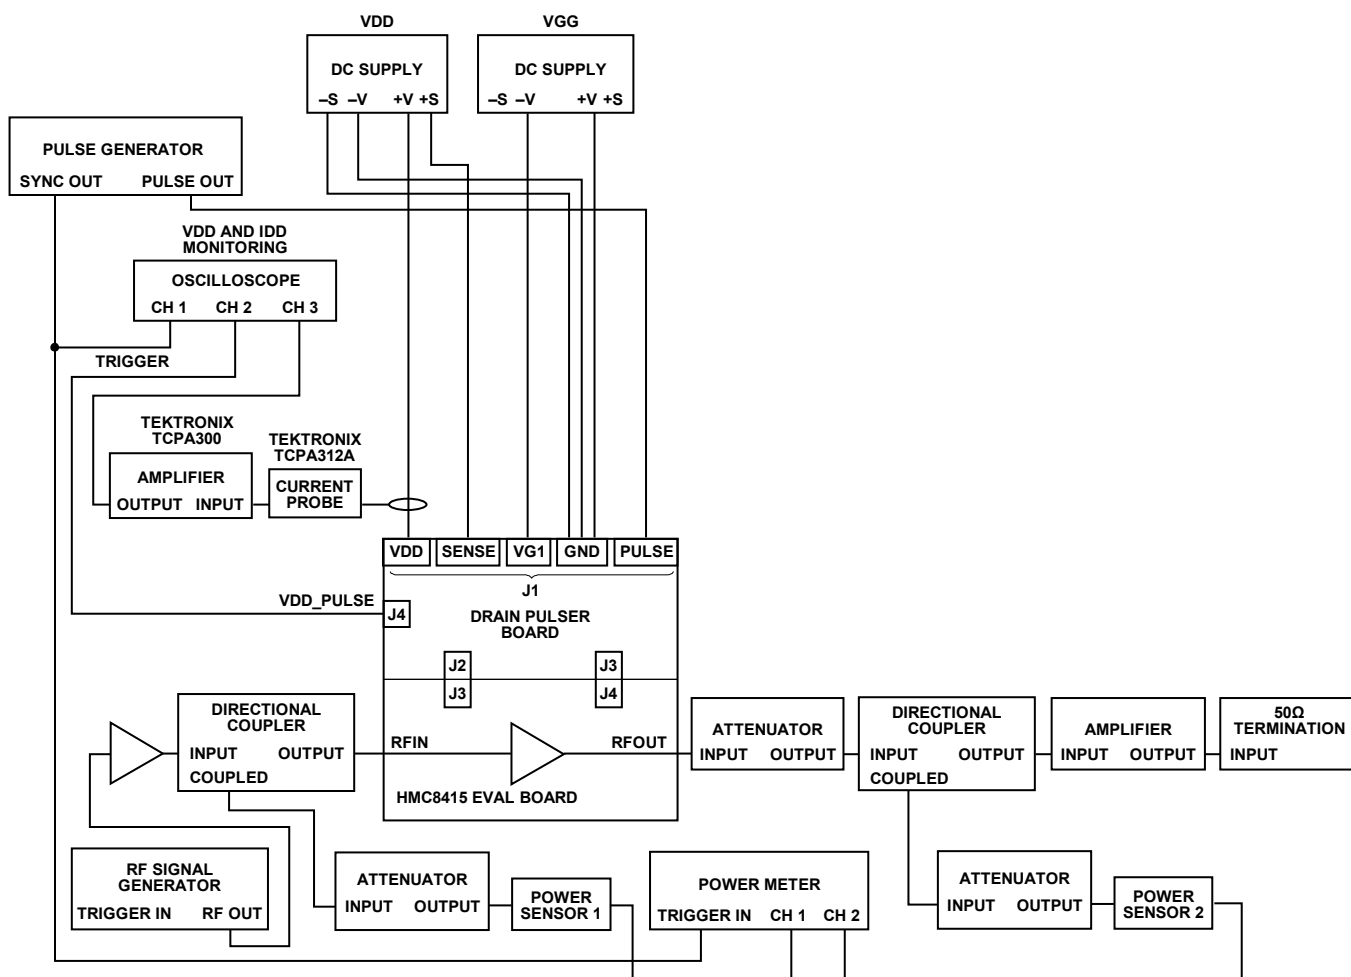 VDD
VGG
DC SUPPLY
–S –V +V +S
DC SUPPLY
–S –V +V +S
PULSE GENERATOR
SYNC OUT PULSE OUT
VDD AND IDD
MONITORING
OSCILLOSCOPE
CH 1 CH 2 CH 3
TRIGGER
TEKTRONIX
TCPA300
AMPLIFIER
OUTPUT INPUT
TEKTRONIX
TCPA312A
CURRENT
PROBE
VDD SENSE VG1 GND PULSE
J1
VDD_PULSE
J4
DRAIN PULSER
BOARD
J2 J3
J3 J4
DIRECTIONAL
COUPLER
INPUT OUTPUT
COUPLED
RFIN RFOUT
HMC8415 EVAL BOARD
ATTENUATOR
INPUT OUTPUT
DIRECTIONAL
COUPLER
INPUT OUTPUT
COUPLED
AMPLIFIER
INPUT OUTPUT
50Ω
TERMINATION
INPUT
RF SIGNAL
GENERATOR
TRIGGER IN RF OUT
ATTENUATOR
INPUT OUTPUT
POWER
SENSOR 1
POWER METER
TRIGGER IN CH 1 CH 2
ATTENUATOR
INPUT OUTPUT
POWER
SENSOR 2